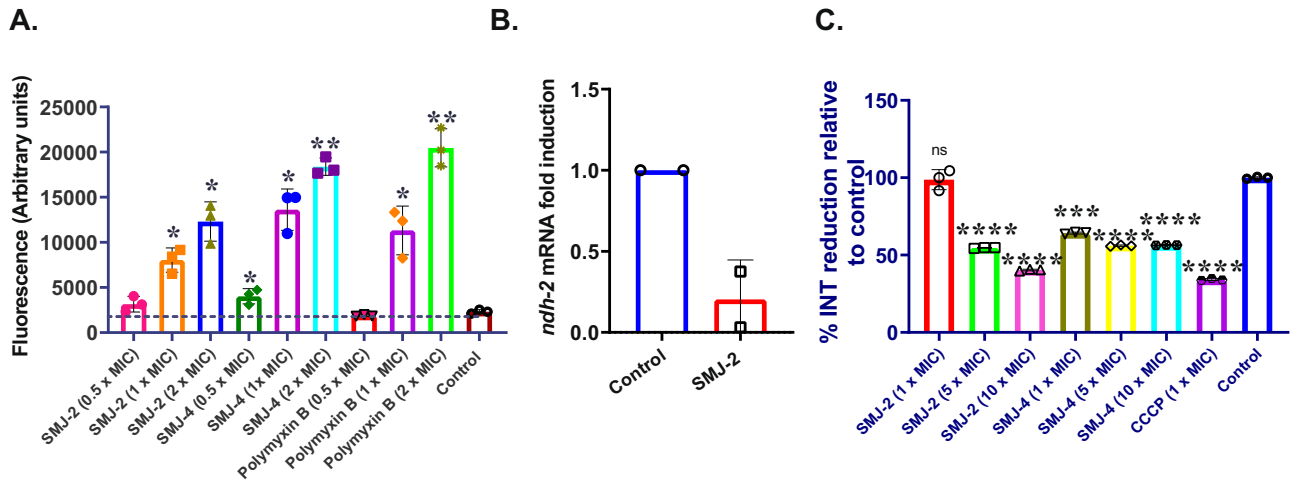 A.
B.
C.
Fluorescence (Arbitrary units)
25000
20000
15000
10000
5000
0
*
*
*
*
*
**
*
**
SMJ-2 (0.5 x MIC)
SMJ-2 (1 x MIC)
SMJ-2 (2 x MIC)
SMJ-4 (0.5 x MIC)
SMJ-4 (1x MIC)
SMJ-4 (2 x MIC)
Polymyxin B (0.5 x MIC)
Polymyxin B (1 x MIC)
Polymyxin B (2 x MIC)
Control
ndh-2 mRNA fold induction
1.5
1.0
0.5
0.0
Control
SMJ-2
% INT reduction relative
to control
150
100
50
0
ns
****
****
***
****
****
****
SMJ-2 (1 x MIC)
SMJ-2 (5 x MIC)
SMJ-2 (10 x MIC)
SMJ-4 (1 x MIC)
SMJ-4 (5 x MIC)
SMJ-4 (10 x MIC)
CCCP (1 x MIC)
Control